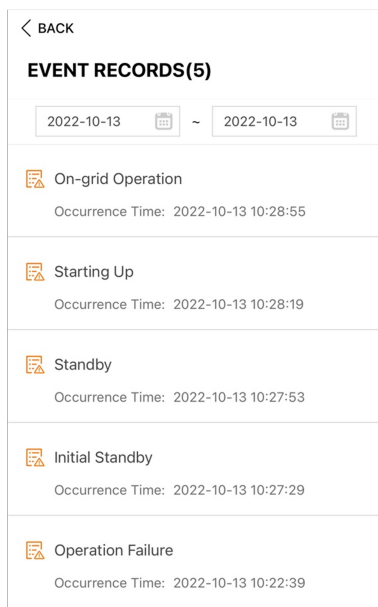 BACK
EVENT RECORDS(5)
2022-10-13 ~ 2022-10-13
On-grid Operation
Occurrence Time: 2022-10-13 10:28:55
Starting Up
Occurrence Time: 2022-10-13 10:28:19
Standby
Occurrence Time: 2022-10-13 10:27:53
Initial Standby
Occurrence Time: 2022-10-13 10:27:29
Operation Failure
Occurrence Time: 2022-10-13 10:22:39